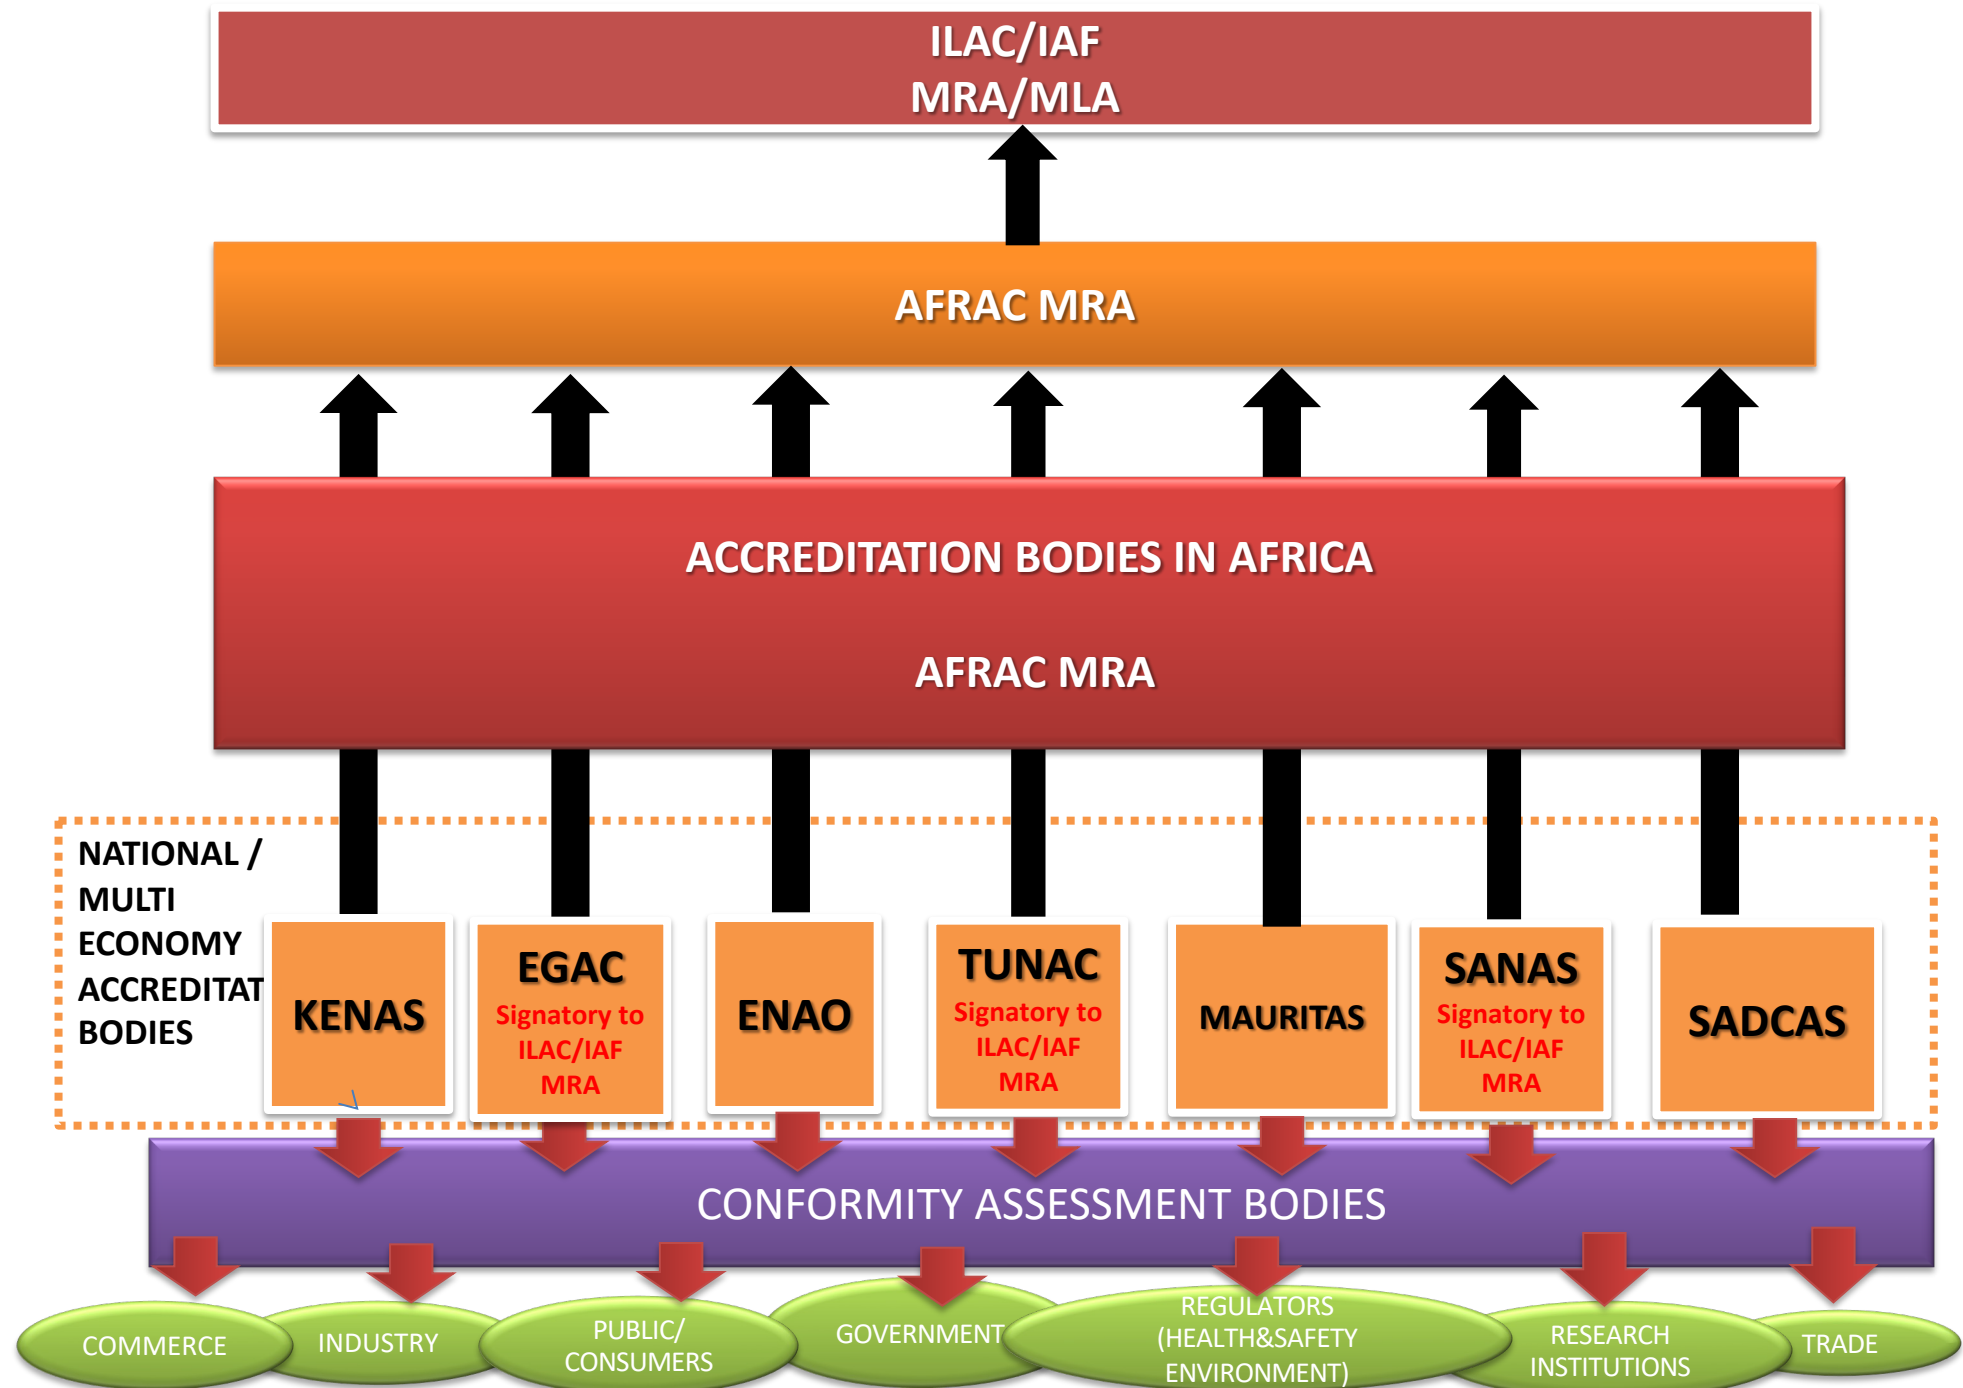 ILAC/IAF
MRA/MLA
AFRAC MRA
ACCREDITATION BODIES IN AFRICA
AFRAC MRA
NATIONAL /
MULTI
ECONOMY
ACCREDITAT
BODIES
KENAS
EGAC
Signatory to
ILAC/IAF
MRA
ENAO
TUNAC
Signatory to
ILAC/IAF
MRA
MAURITAS
SANAS
Signatory to
ILAC/IAF
MRA
SADCAS
CONFORMITY ASSESSMENT BODIES
COMMERCE
INDUSTRY
PUBLIC/
CONSUMERS
GOVERNMENT
REGULATORS
(HEALTH&SAFETY
ENVIRONMENT)
RESEARCH
INSTITUTIONS
TRADE